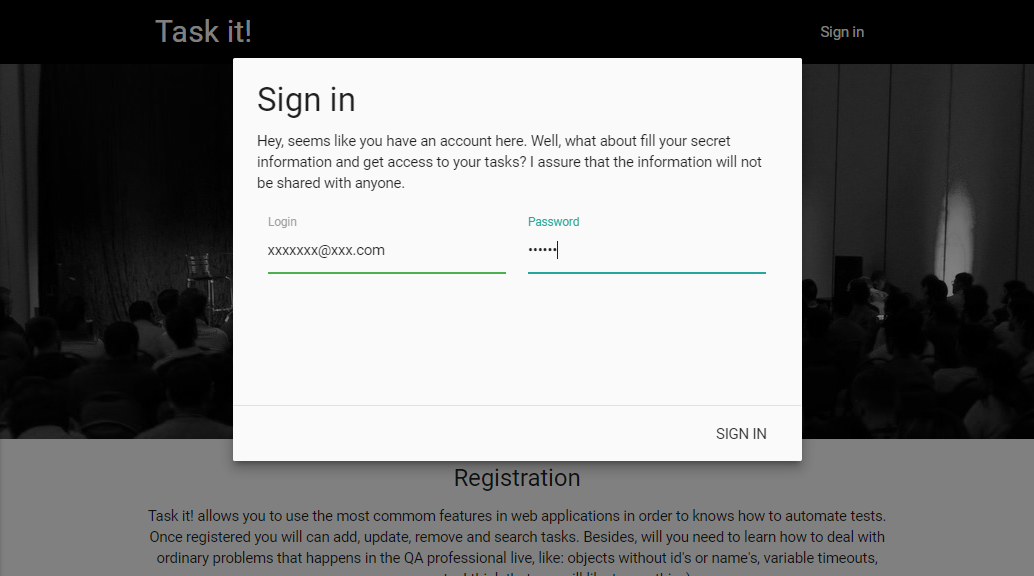 Task it!
Sign in
Sign in
Hey, seems like you have an account here. Well, what about fill your secret
information and get access to your tasks? I assure that the information will not
be shared with anyone.
Login
Password
xxxxxxx@xxx.com
••••••
SIGN IN
Registration
Task it! allows you to use the most commom features in web applications in order to knows how to automate tests.
Once registered you will can add, update, remove and search tasks. Besides, will you need to learn how to deal with
ordinary problems that happens in the QA professional live, like: objects without id's or name's, variable timeouts,